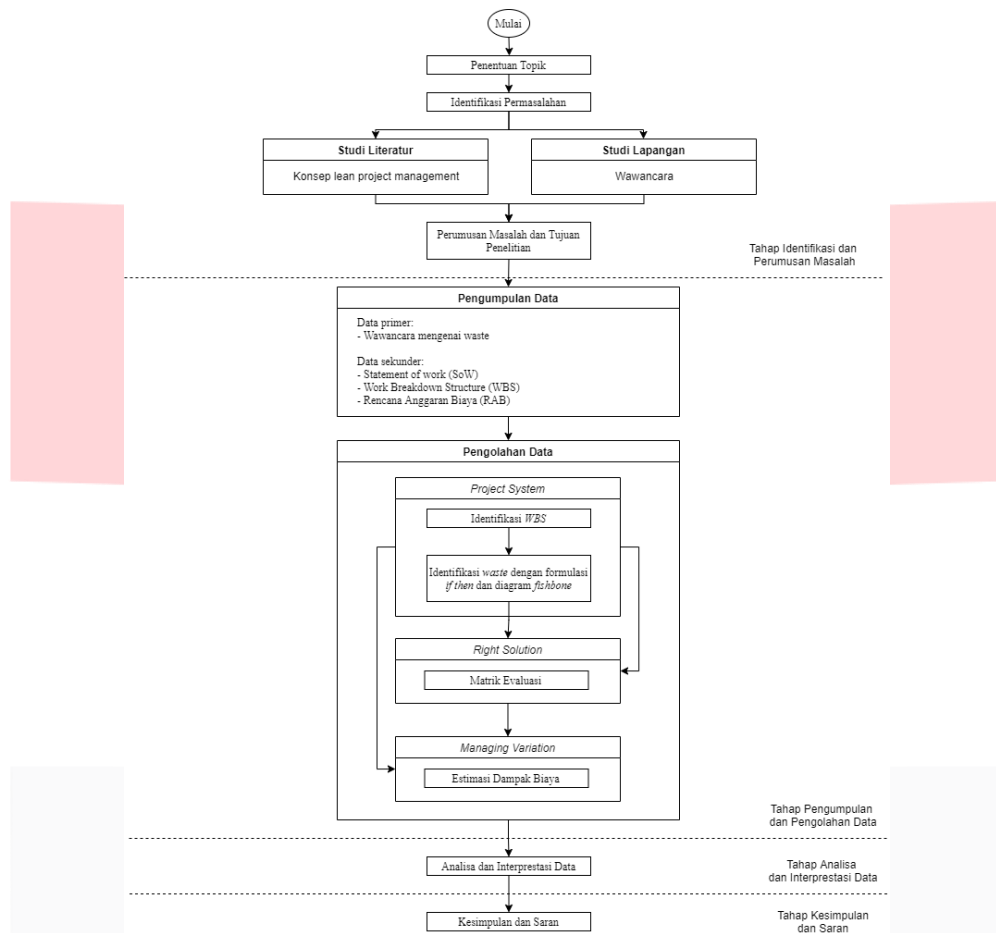 Mulai
Penentuan Topik
Identifikasi Permasalahan
Studi Literatur
Konsep lean project management
Studi Lapangan
Wawancara
Perumusan Masalah dan Tujuan
Penelitian
Tahap Identifikasi dan
Perumusan Masalah
Pengumpulan Data
Data primer:
- Wawancara mengenai waste
Data sekunder:
- Statement of work (SoW)
- Work Breakdown Structure (WBS)
- Rencana Anggaran Biaya (RAB)
Pengolahan Data
Project System
Identifikasi WBS
Identifikasi waste dengan formulasi
if then dan diagram fishbone
Right Solution
Matrik Evaluasi
Managing Variation
Estimasi Dampak Biaya
Tahap Pengumpulan
dan Pengolahan Data
Analisa dan Interprestasi Data
Tahap Analisa
dan Interprestasi Data
Kesimpulan dan Saran
Tahap Kesimpulan
dan Saran